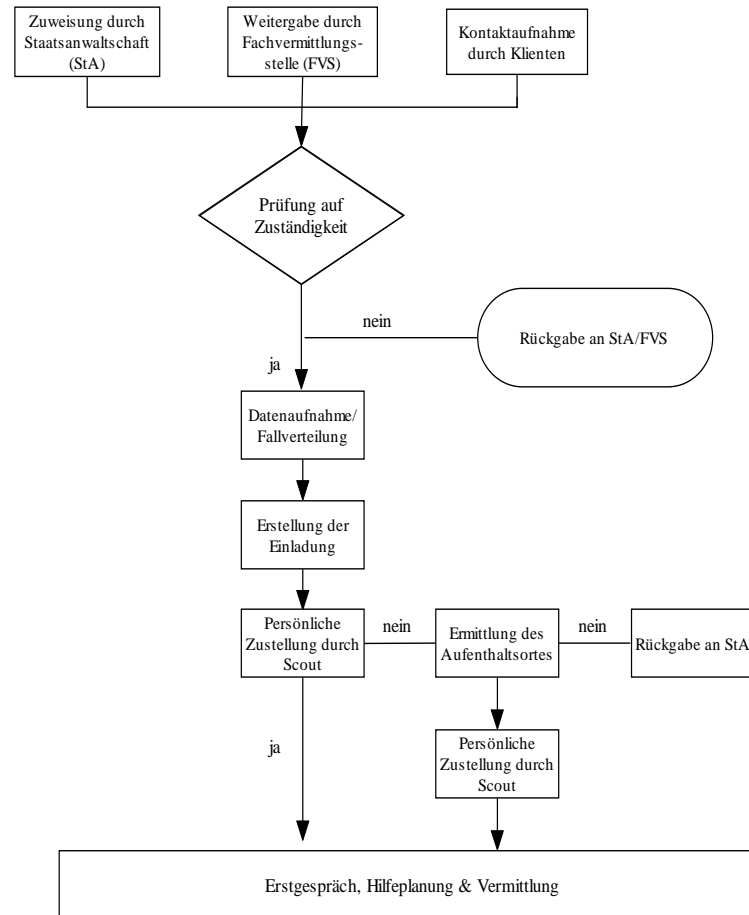 Zuweisung durch
Staatsanwaltschaft
(StA)
Weitergabe durch
Fachvermittlungs-
stelle (FVS)
Kontaktaufnahme
durch Klienten
Prüfung auf
Zuständigkeit
nein
Rückgabe an StA/FVS
ja
Datenaufnahme/
Fallverteilung
Erstellung der
Einladung
Persönliche
Zustellung durch
Scout
nein
Ermittlung des
Aufenthaltsortes
nein
Rückgabe an StA
ja
Persönliche
Zustellung durch
Scout
Erstgespräch, Hilfeplanung & Vermittlung